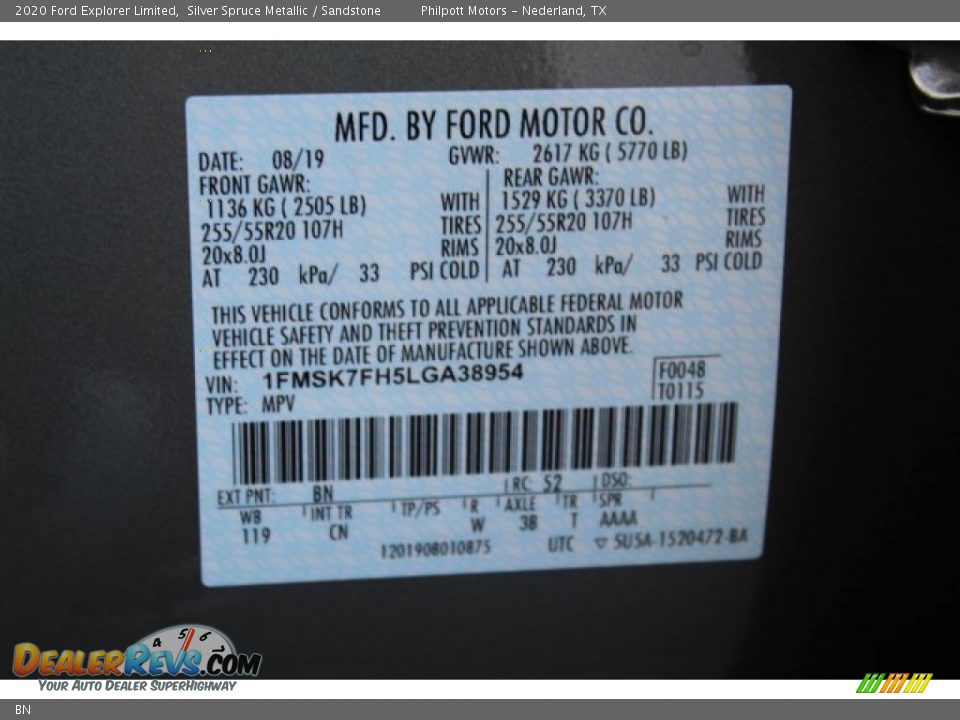 2020 Ford Explorer Limited, Silver Spruce Metallic / Sandstone Philpott Motors - Nederland, TX
MFD. BY FORD MOTOR CO.
DATE: 08/19 GVWR: 2617 KG ( 5770 LB)
FRONT GAWR: REAR GAWR:
1136 KG ( 2505 LB) WITH 1529 KG ( 3370 LB) WITH
255/55R20 107H TIRES 255/55R20 107H TIRES
20x8.0J RIMS 20x8.0J RIMS
AT 230 kPa/ 33 PSI COLD AT 230 kPa/ 33 PSI COLD
THIS VEHICLE CONFORMS TO ALL APPLICABLE FEDERAL MOTOR
VEHICLE SAFETY AND THEFT PREVENTION STANDARDS IN
EFFECT ON THE DATE OF MANUFACTURE SHOWN ABOVE.
VIN: 1FMSK7FH5LGA38954 F0048
TYPE: MPV T0115
EXT PNT: BN RC: 52 DSO:
WB INT TR TP/PS R AXLE TR SPR
119 CN W 3B T AAAA
1201908010875 UTC ▽ 5U5A-1520472-BA
4 5 6
DEALERREVS.COM
YOUR AUTO DEALER SUPERHIGHWAY
BN